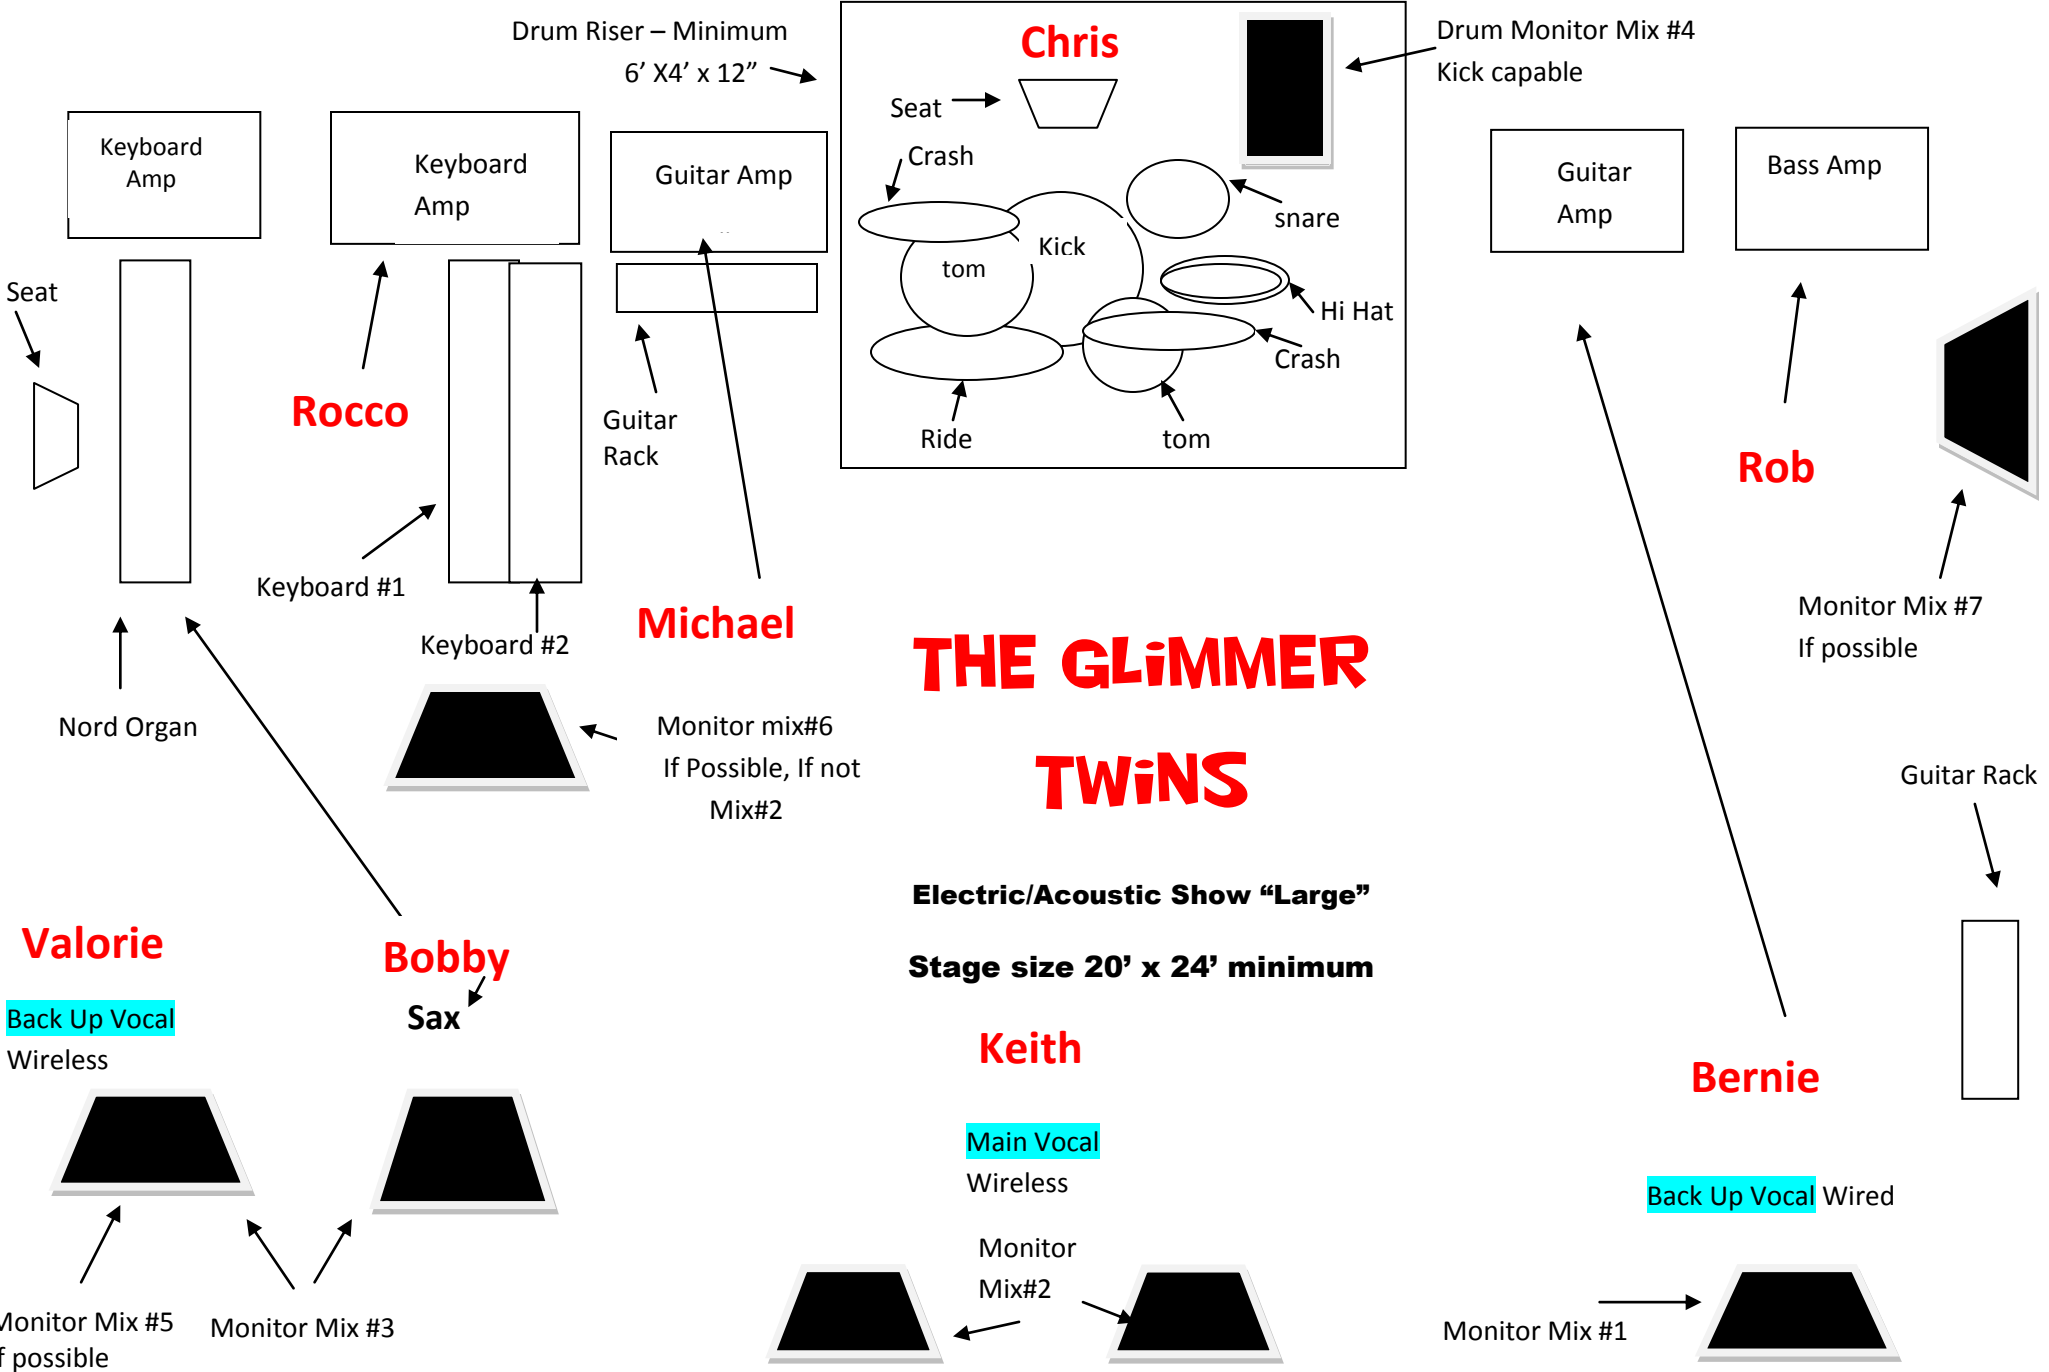 Drum Riser – Minimum
6’ X4’ x 12”
Chris
Drum Monitor Mix #4
Kick capable
Seat
Crash
snare
Kick
tom
Hi Hat
Crash
Ride
tom
Keyboard
Amp
Keyboard
Amp
Guitar Amp
Guitar
Amp
Bass Amp
Seat
Rocco
Guitar
Rack
Rob
Keyboard #1
Keyboard #2
Michael
Monitor Mix #7
If possible
THE GLiMMER
TWiNS
Nord Organ
Monitor mix#6
If Possible, If not
Mix#2
Guitar Rack
Electric/Acoustic Show “Large”
Stage size 20’ x 24’ minimum
Valorie
Back Up Vocal
Wireless
Bobby
Sax
Keith
Main Vocal
Wireless
Bernie
Back Up Vocal Wired
Monitor
Mix#2
Monitor Mix #5
If possible
Monitor Mix #3
Monitor Mix #1